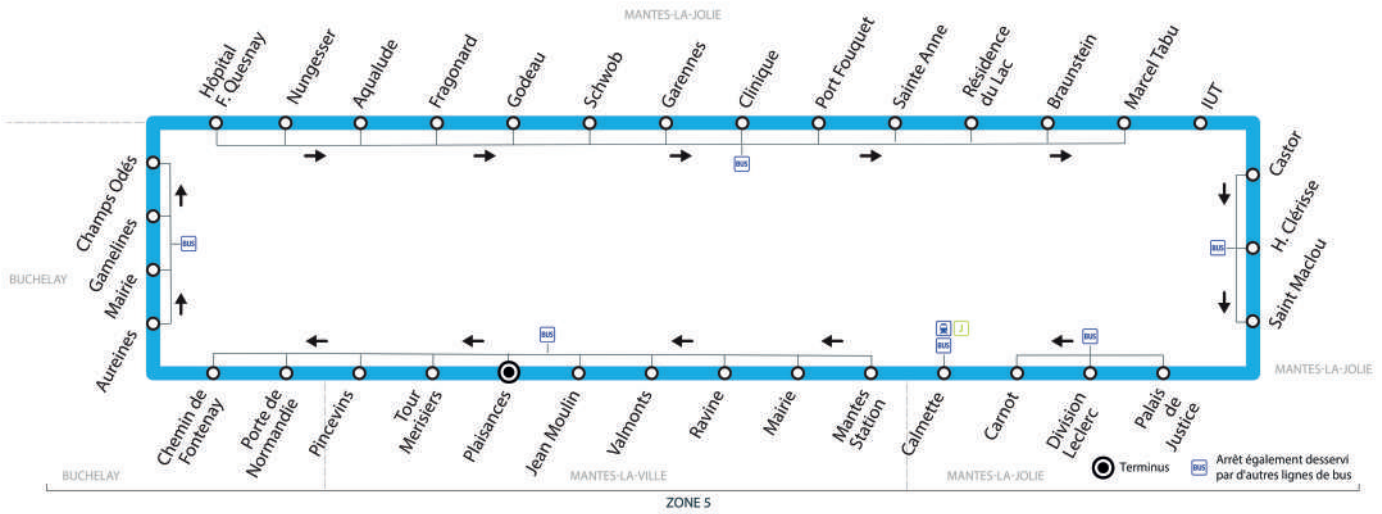 MANTES-LA-JOLIE
Hôpital
F. Quesnay
Nungesser
Aqualude
Fragonard
Godeau
Schwob
Garennes
Clinique
Port Fouquet
Sainte Anne
Résidence
du Lac
Braunstein
Marcel Tabu
IUT
BUS
Castor
H. Clérisse
Saint Maclou
BUS
Champs Odés
Gamelines
Mairie
Aureines
BUS
BUCHELAY
BUS
J
BUS
BUS
MANTES-LA-JOLIE
Chemin de
Fontenay
Porte de
Normandie
Pincevins
Tour
Merisiers
Plaisances
Jean Moulin
Valmonts
Ravine
Mairie
Mantes
Station
Calmette
Carnot
Division
Leclerc
Palais
de
Justice
Terminus
BUS
Arrêt également desservi
par d'autres lignes de bus
BUCHELAY
MANTES-LA-VILLE
MANTES-LA-JOLIE
ZONE 5